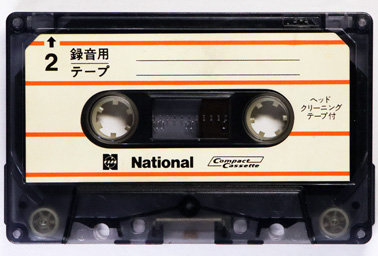 2
録音用
テープ
ヘッド
クリーニング
テープ付
National
Compact
Cassette